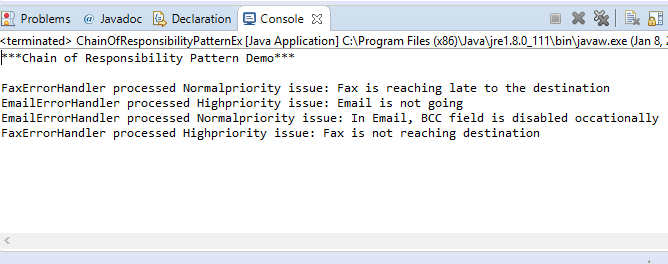 Problems @ Javadoc Declaration Console
<terminated> ChainOfResponsibilityPatternEx [Java Application] C:\Program Files (x86)\Java\jre1.8.0_111\bin\javaw.exe (Jan 8, 2
***Chain of Responsibility Pattern Demo***
FaxErrorHandler processed Normalpriority issue: Fax is reaching late to the destination
EmailErrorHandler processed Highpriority issue: Email is not going
EmailErrorHandler processed Normalpriority issue: In Email, BCC field is disabled occationally
FaxErrorHandler processed Highpriority issue: Fax is not reaching destination